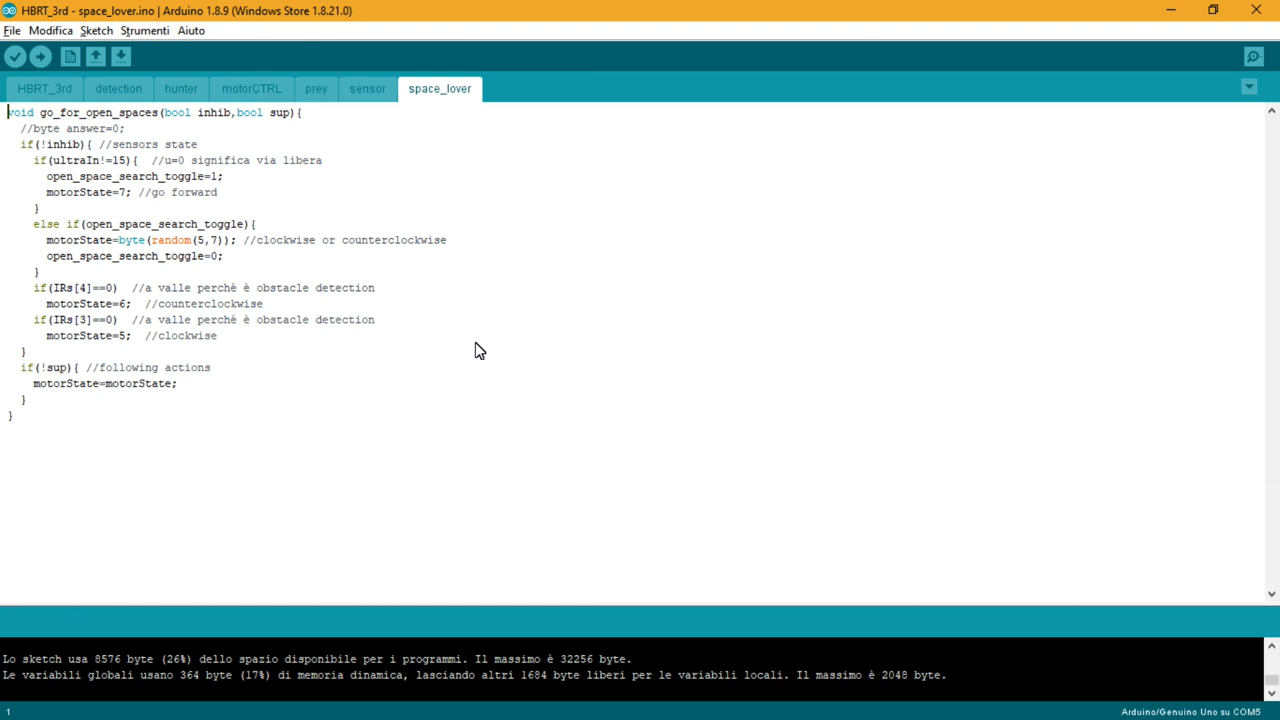 HBRT_3rd - space_lover.ino | Arduino 1.8.9 (Windows Store 1.8.21.0)
File Modifica Sketch Strumenti Aiuto
HBRT_3rd detection hunter motorCTRL prey sensor space_lover
void go_for_open_spaces(bool inhib,bool sup){
//byte answer=0;
if(!inhib){ //sensors state
if(ultraIn!=15){ //u=0 significa via libera
open_space_search_toggle=1;
motorState=7; //go forward
}
else if(open_space_search_toggle){
motorState=byte(random(5,7)); //clockwise or counterclockwise
open_space_search_toggle=0;
}
if(IRs[4]==0) //a valle perché è obstacle detection
motorState=6; //counterclockwise
if(IRs[3]==0) //a valle perché è obstacle detection
motorState=5; //clockwise
}
if(!sup){ //following actions
motorState=motorState;
}
}
Lo sketch usa 8576 byte (26%) dello spazio disponibile per i programmi. Il massimo è 32256 byte.
Le variabili globali usano 364 byte (17%) di memoria dinamica, lasciando altri 1684 byte liberi per le variabili locali. Il massimo è 2048 byte.
1 Arduino/Genuino Uno su COM5